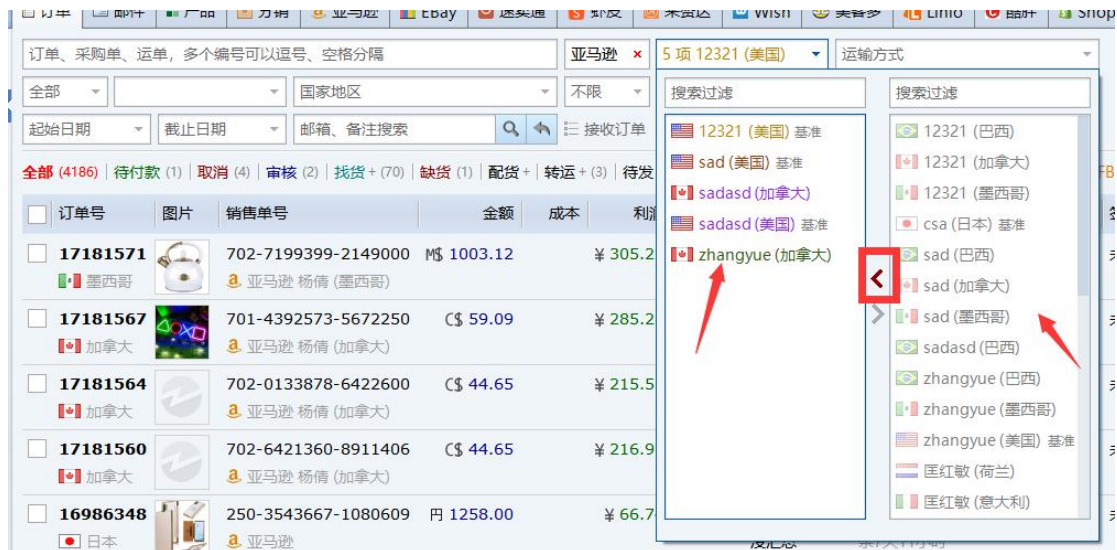 订单 邮件 产品 分销 亚马逊 EBay 速卖通 虾皮 来赞达 Wish 美客多 Linio 酷胖 Shop
订单、采购单、运单，多个编号可以逗号、空格分隔 亚马逊 × 5 项 12321 (美国) 运输方式
全部 国家地区 不限 搜索过滤 搜索过滤
起始日期 截止日期 邮箱、备注搜索 接收订单
全部 (4186) 待付款 (1) 取消 (4) 审核 (2) 找货 + (70) 缺货 (1) 配货 + 转运 + (3) 待发 FB
订单号 图片 销售单号 金额 成本 利润
17181571 702-7199399-2149000 M$ 1003.12 ¥ 305.2
墨西哥 亚马逊 杨倩 (墨西哥)
17181567 701-4392573-5672250 C$ 59.09 ¥ 285.2
加拿大 亚马逊 杨倩 (加拿大)
17181564 702-0133878-6422600 C$ 44.65 ¥ 215.5
加拿大 亚马逊 杨倩 (加拿大)
17181560 702-6421360-8911406 C$ 44.65 ¥ 216.9
加拿大 亚马逊 杨倩 (加拿大)
16986348 250-3543667-1080609 円 1258.00 ¥ 66.7
日本 亚马逊
12321 (美国) 基准
sad (美国) 基准
sadasd (加拿大)
sadasd (美国) 基准
zhangyue (加拿大)
12321 (巴西)
12321 (加拿大)
12321 (墨西哥)
csa (日本) 基准
sad (巴西)
sad (加拿大)
sad (墨西哥)
sadasd (巴西)
zhangyue (巴西)
zhangyue (墨西哥)
zhangyue (美国) 基准
匡红敏 (荷兰)
匡红敏 (意大利)